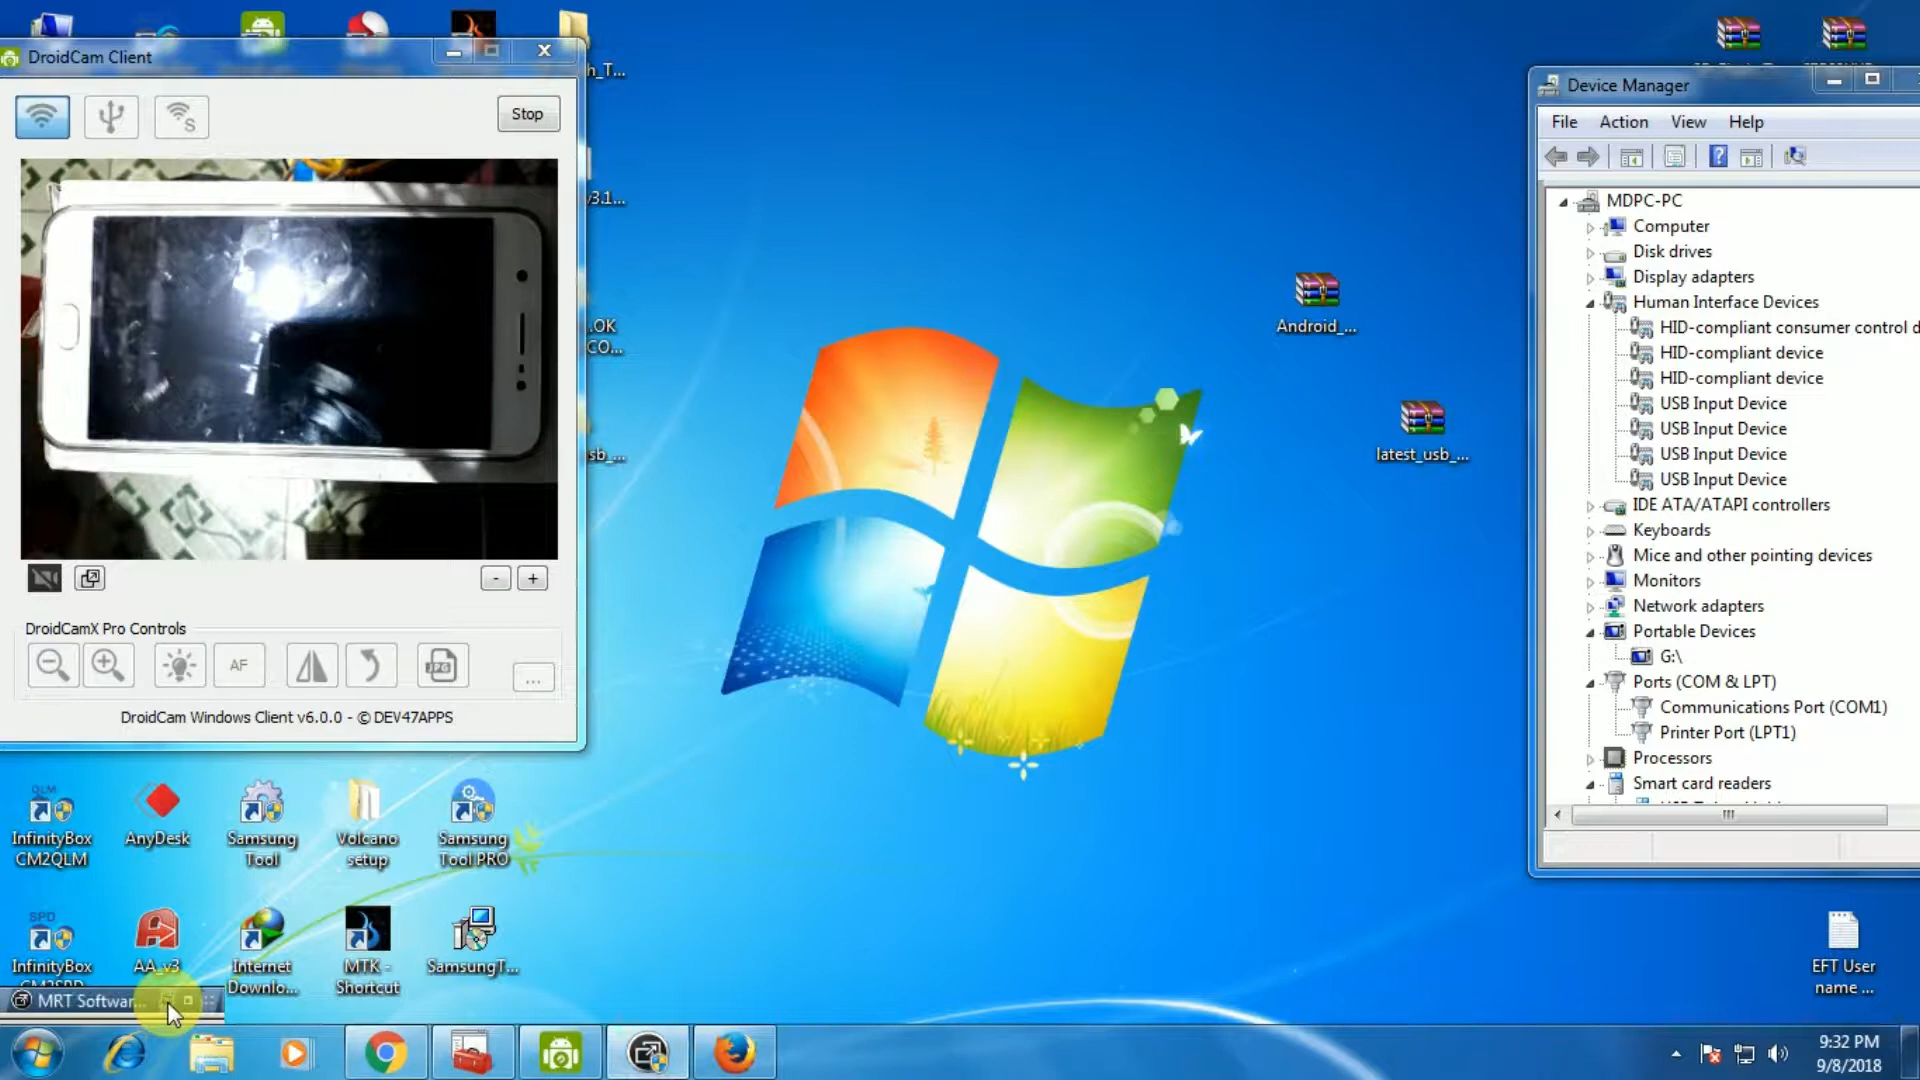 DroidCam Client
Stop
S
- +
DroidCamX Pro Controls
AF
JPG
...
DroidCam Windows Client v6.0.0 - © DEV47APPS
h_T...
v3.1...
.OK
CO...
sb_...
Android_...
latest_usb_...
Device Manager
File Action View Help
MDPC-PC
Computer
Disk drives
Display adapters
Human Interface Devices
HID-compliant consumer control d
HID-compliant device
HID-compliant device
USB Input Device
USB Input Device
USB Input Device
USB Input Device
IDE ATA/ATAPI controllers
Keyboards
Mice and other pointing devices
Monitors
Network adapters
Portable Devices
G:\
Ports (COM & LPT)
Communications Port (COM1)
Printer Port (LPT1)
Processors
Smart card readers
QLM
InfinityBox
CM2QLM
AnyDesk
Samsung
Tool
Volcano
setup
Samsung
Tool PRO
SPD
InfinityBox
AA_v3
Internet
Downlo...
MTK -
Shortcut
SamsungT...
EFT User
name ...
MRT Softwar...
9:32 PM
9/8/2018